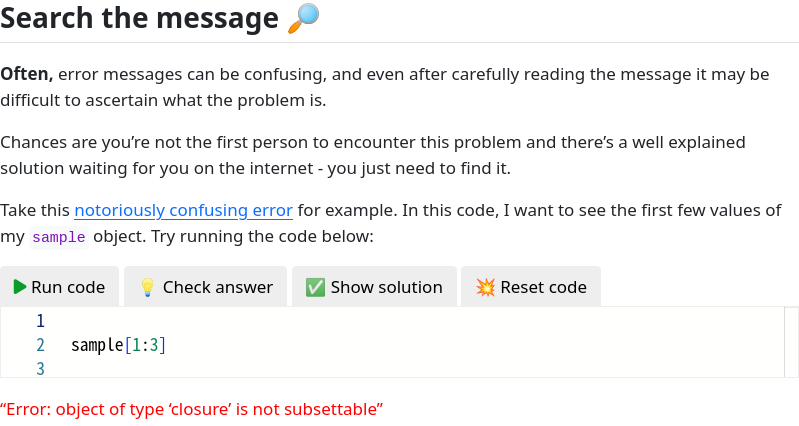 Search the message 🔎
Often, error messages can be confusing, and even after carefully reading the message it may be
difficult to ascertain what the problem is.
Chances are you’re not the first person to encounter this problem and there’s a well explained
solution waiting for you on the internet - you just need to find it.
Take this notoriously confusing error for example. In this code, I want to see the first few values of
my sample object. Try running the code below:
Run code 💡 Check answer ✅ Show solution 💥 Reset code
1
2 sample[1:3]
3
“Error: object of type ‘closure’ is not subsettable”